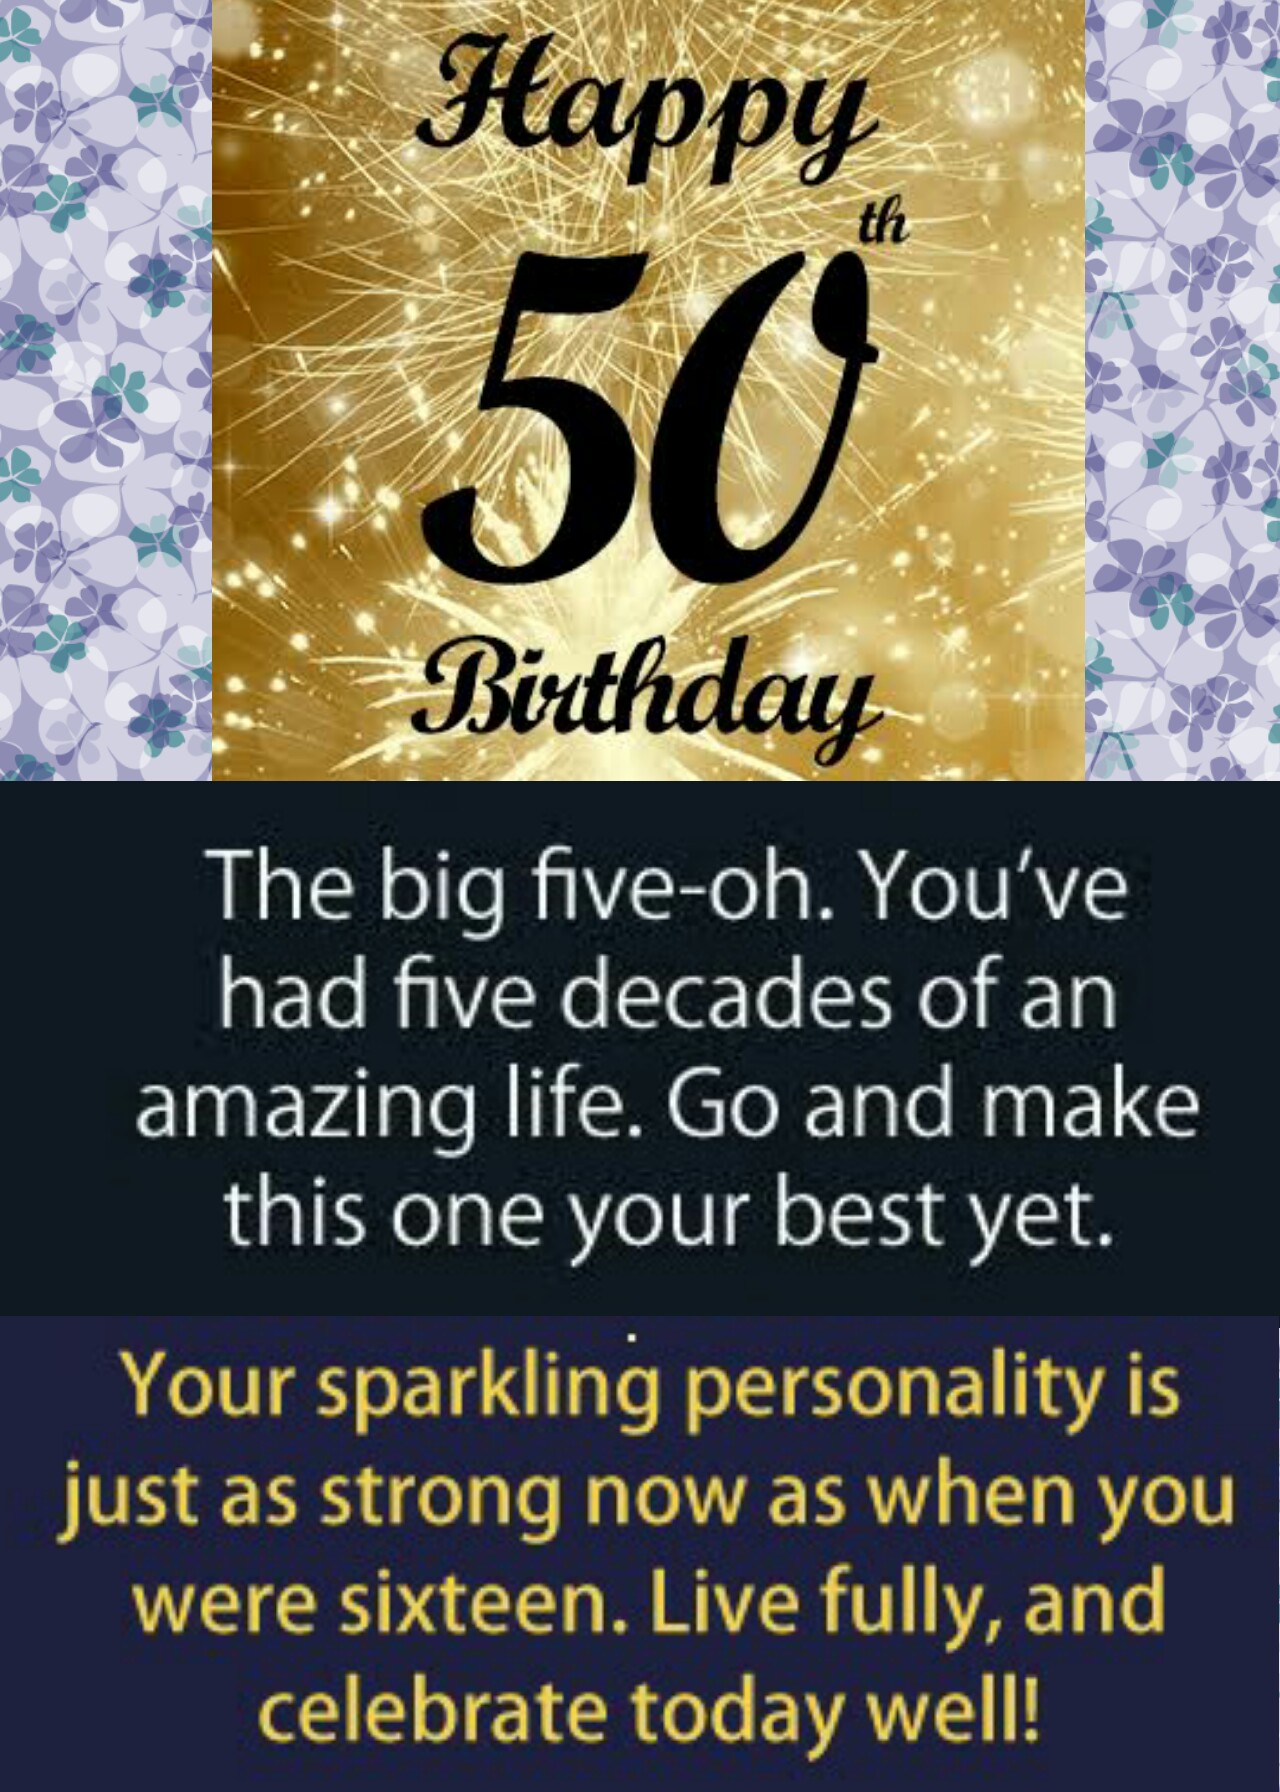 Happy
50th
Birthday
The big five-oh. You've
had five decades of an
amazing life. Go and make
this one your best yet.
Your sparkling personality is
just as strong now as when you
were sixteen. Live fully, and
celebrate today well!